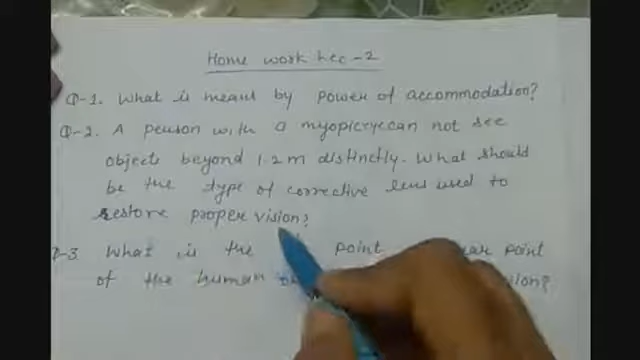 Home work Lec-2
Q-1. What is meant by power of accommodation?
Q-2. A person with a myopic eye can not see
objects beyond 1.2 m distinctly. What should
be the type of corrective lens used to
restore proper vision?
Q-3 What is the point point
of the human